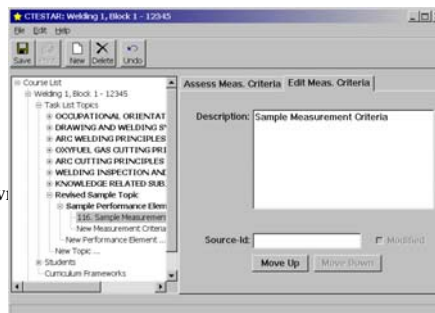 CTESTAR: Welding 1, Block 1 - 12345
File Edit Help
Save Print New Delete Undo
Course List
Welding 1, Block 1 - 12345
Task List Topics
OCCUPATIONAL ORIENTAT
DRAWING AND WELDING S
ARC WELDING PRINCIPLES
OXYFUEL GAS CUTTING PRI
ARC CUTTING PRINCIPLES
WELDING INSPECTION AND
KNOWLEDGE RELATED SUB.
Revised Sample Topic
Sample Performance Elem
116. Sample Measuremen
New Measurement Criteria
New Performance Element ...
New Topic ...
Students
Curriculum Frameworks
Assess Meas. Criteria Edit Meas. Criteria
Description: Sample Measurement Criteria
Source-Id: Modified
Move Up Move Down